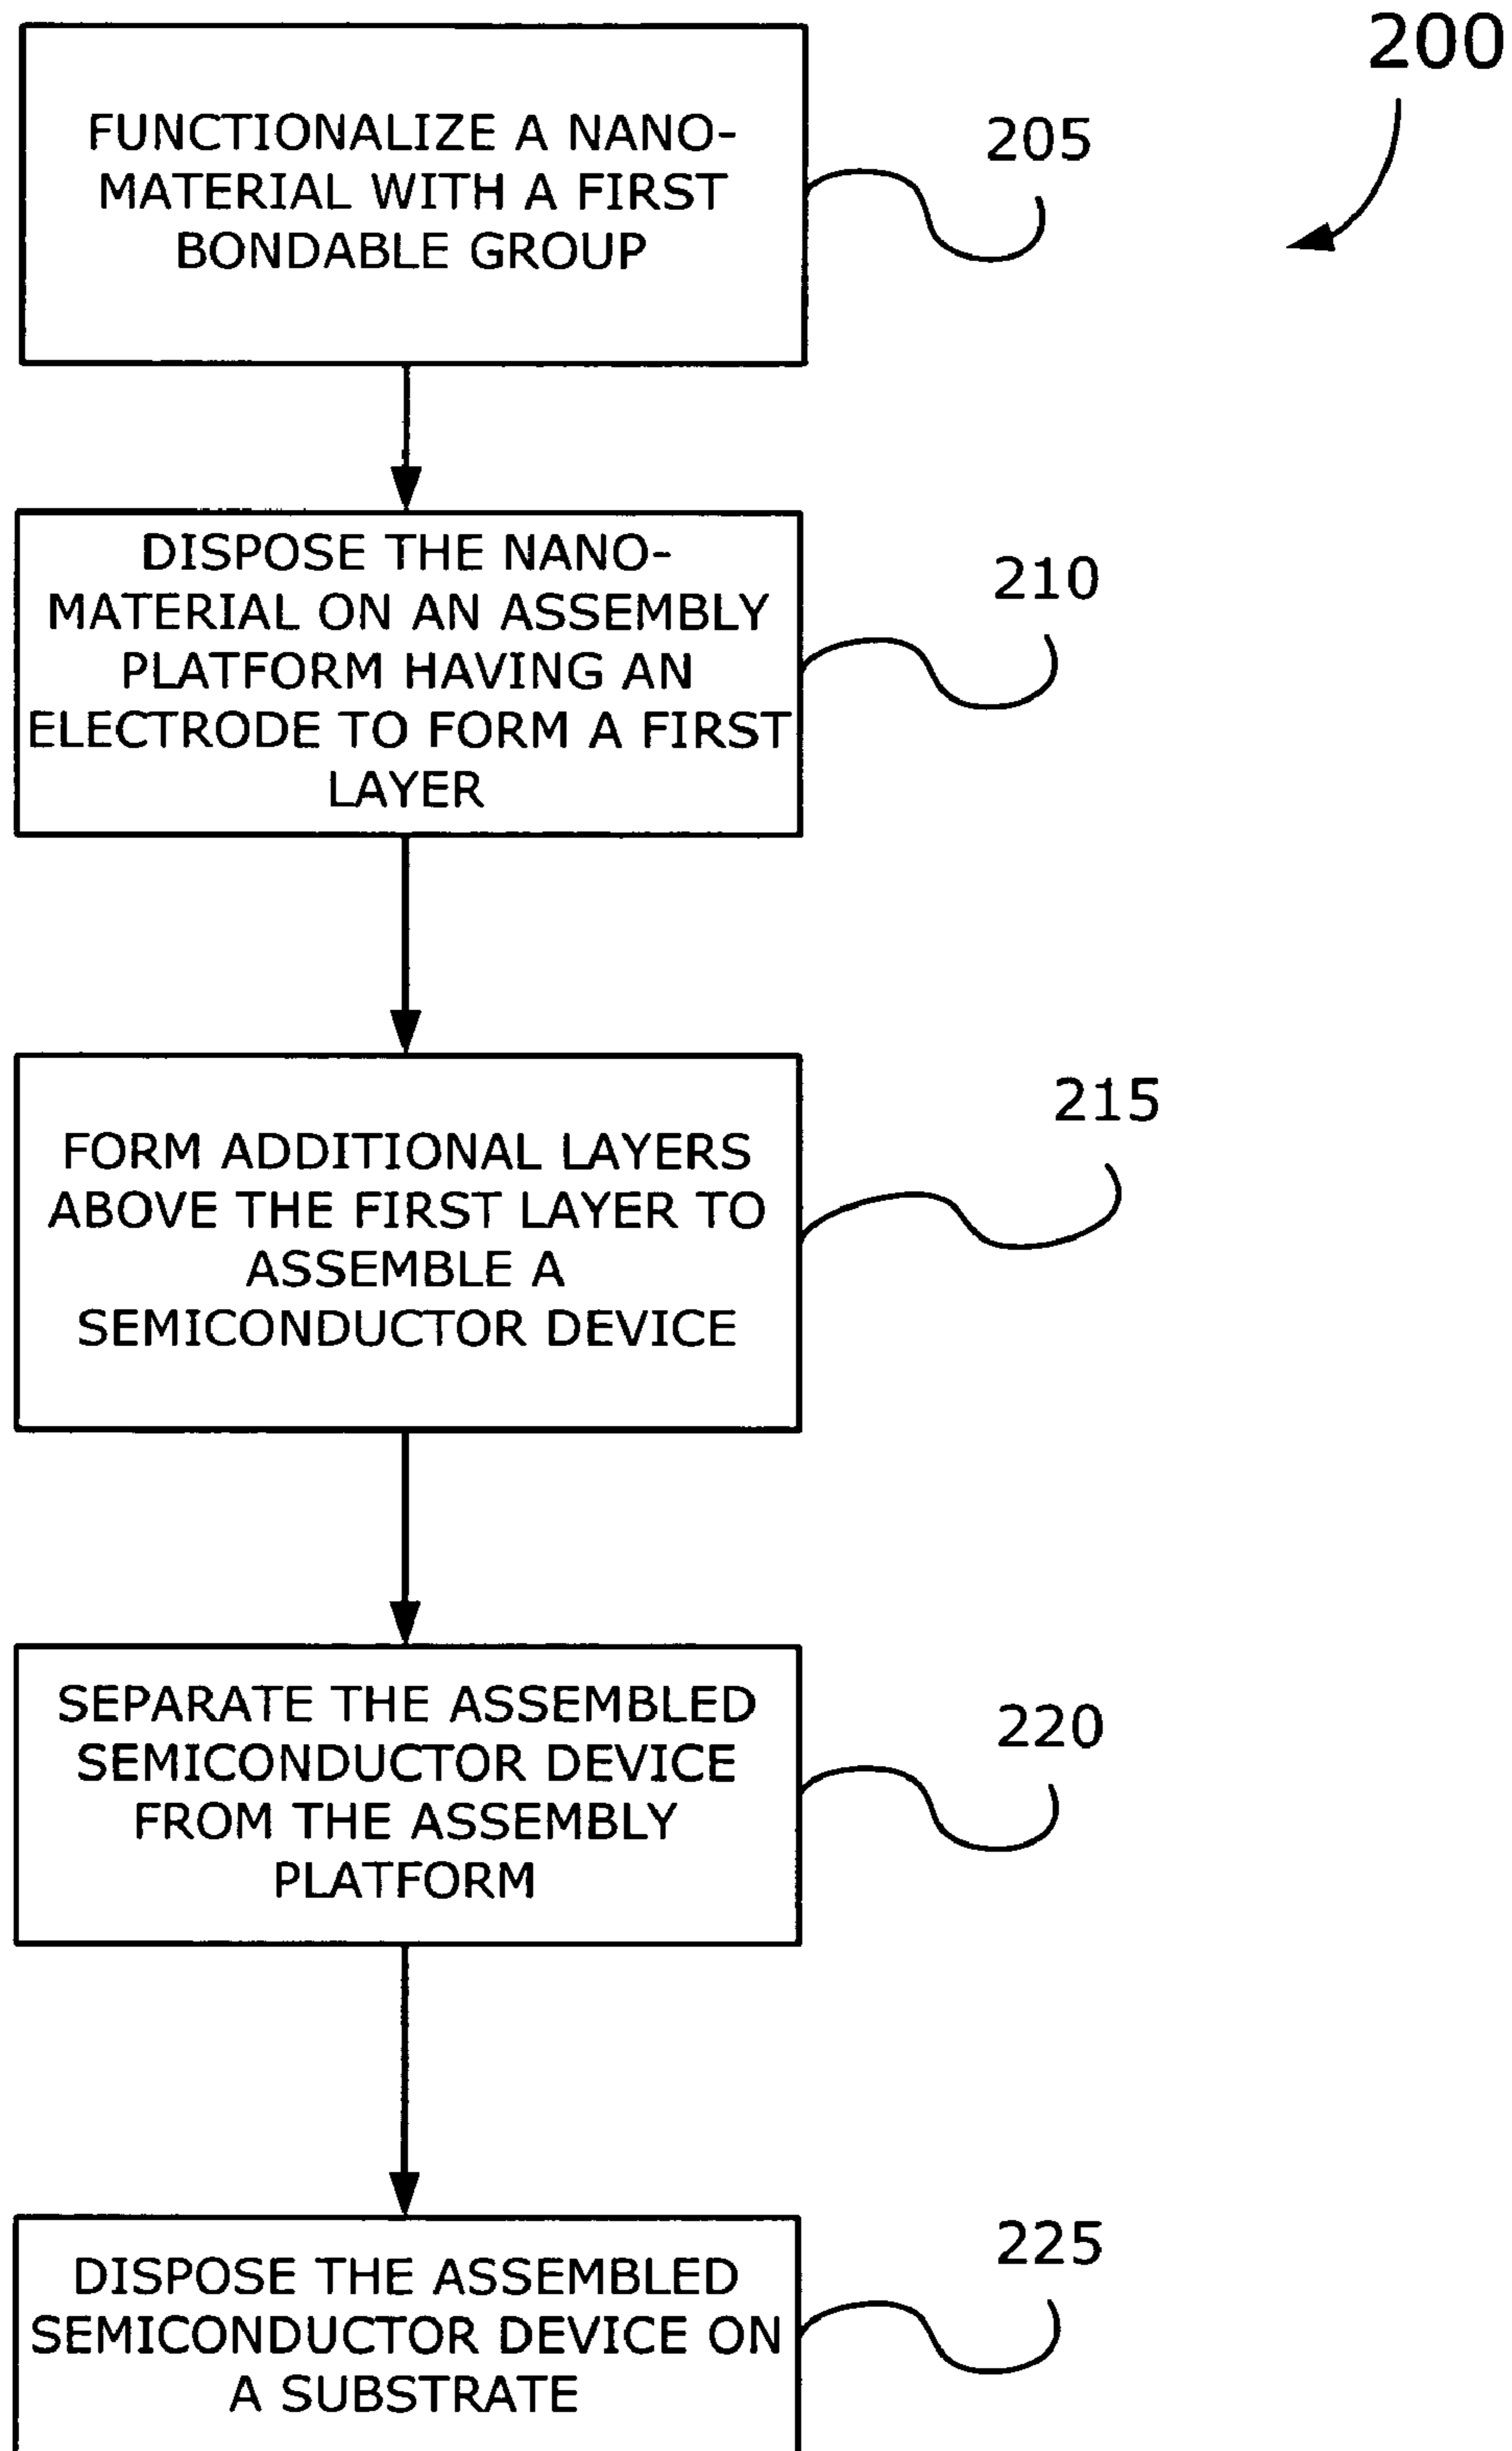 200
FUNCTIONALIZE A NANO-
MATERIAL WITH A FIRST
BONDABLE GROUP
205
DISPOSE THE NANO-
MATERIAL ON AN ASSEMBLY
PLATFORM HAVING AN
ELECTRODE TO FORM A FIRST
LAYER
210
FORM ADDITIONAL LAYERS
ABOVE THE FIRST LAYER TO
ASSEMBLE A
SEMICONDUCTOR DEVICE
215
SEPARATE THE ASSEMBLED
SEMICONDUCTOR DEVICE
FROM THE ASSEMBLY
PLATFORM
220
DISPOSE THE ASSEMBLED
SEMICONDUCTOR DEVICE ON
A SUBSTRATE
225